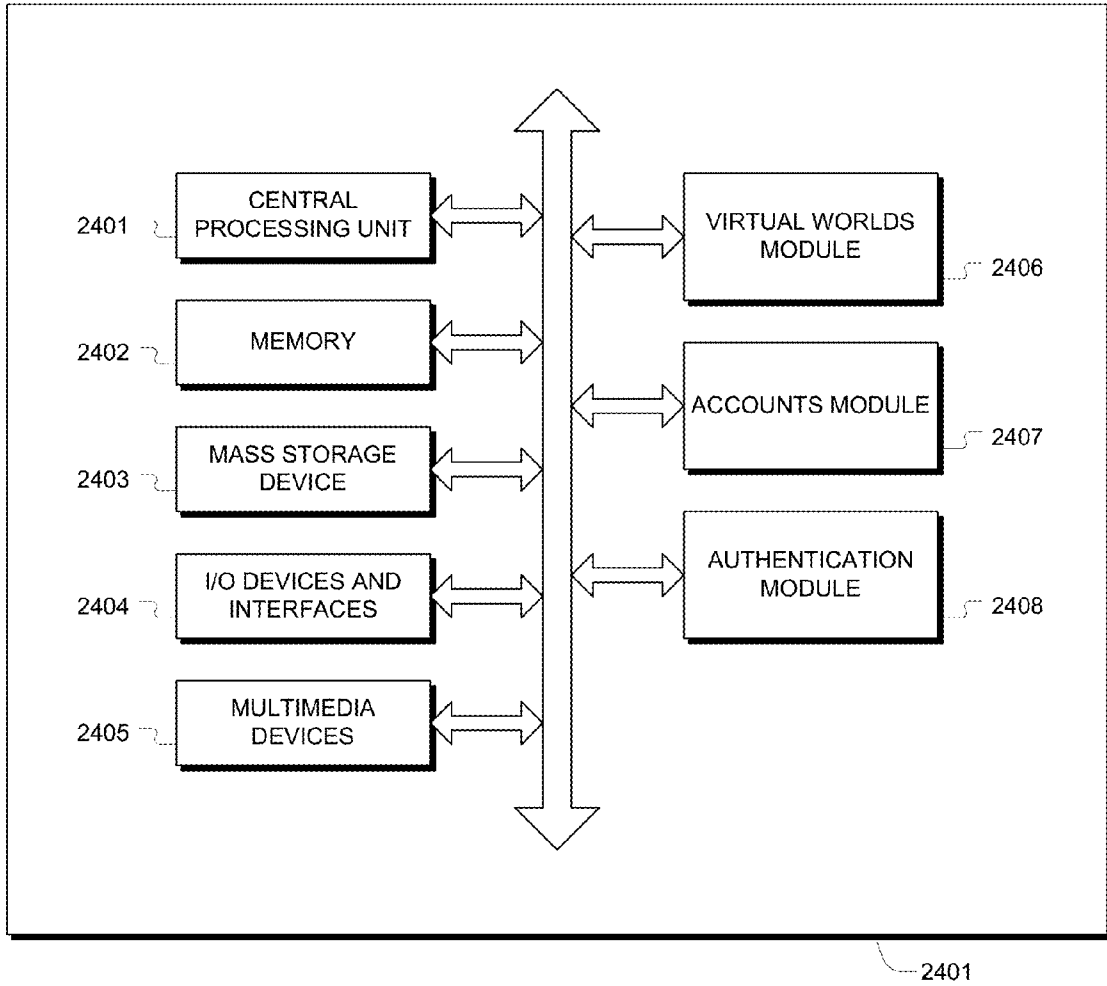 CENTRAL
PROCESSING UNIT
2401
MEMORY
2402
MASS STORAGE
DEVICE
2403
I/O DEVICES AND
INTERFACES
2404
MULTIMEDIA
DEVICES
2405
VIRTUAL WORLDS
MODULE
2406
ACCOUNTS MODULE
2407
AUTHENTICATION
MODULE
2408
2401